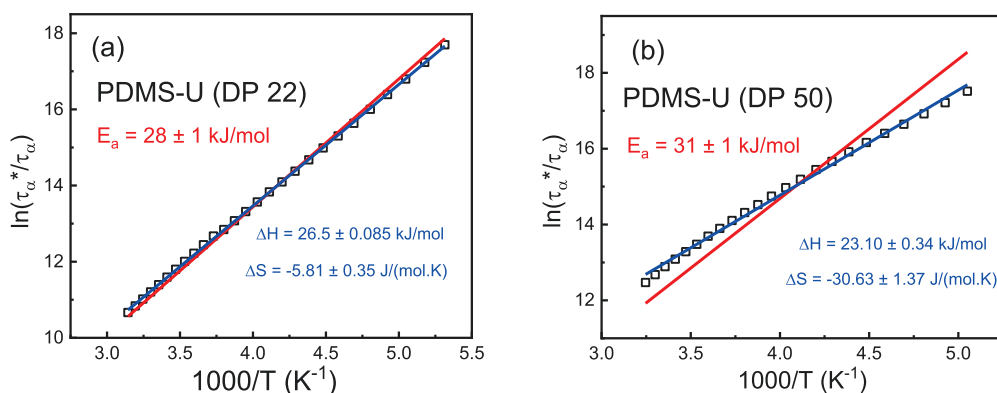 (a)
PDMS-U (DP 22)
Eₐ = 28 ± 1 kJ/mol
ΔH = 26.5 ± 0.085 kJ/mol
ΔS = -5.81 ± 0.35 J/(mol.K)
ln(τ_α*/τ_α)
18
16
14
12
10
3.0 3.5 4.0 4.5 5.0 5.5
1000/T (K⁻¹)
(b)
PDMS-U (DP 50)
Eₐ = 31 ± 1 kJ/mol
ΔH = 23.10 ± 0.34 kJ/mol
ΔS = -30.63 ± 1.37 J/(mol.K)
ln(τ_α*/τ_α)
18
16
14
12
3.0 3.5 4.0 4.5 5.0
1000/T (K⁻¹)